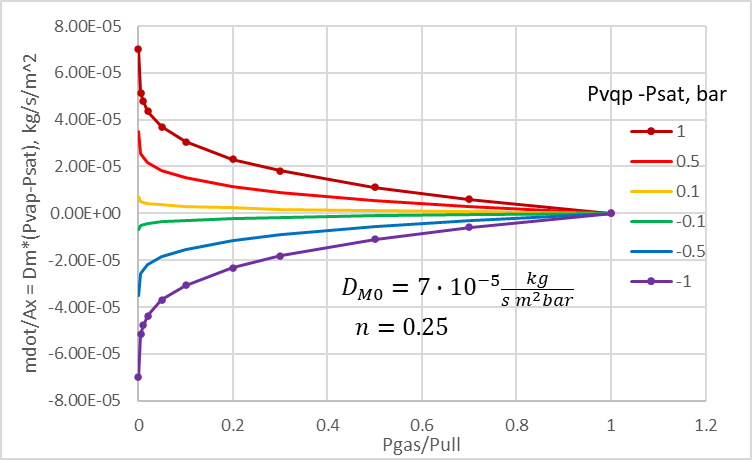 8.00E-05
6.00E-05
4.00E-05
2.00E-05
0.00E+00
-2.00E-05
-4.00E-05
-6.00E-05
-8.00E-05
mdot/Ax = Dm*(Pvap-Psat), kg/s/m^2
Pvqp -Psat, bar
1
0.5
0.1
-0.1
-0.5
-1
D_{M0} = 7 · 10^{-5} kg / s m^2 bar
n = 0.25
0 0.2 0.4 0.6 0.8 1 1.2
Pgas/Pull